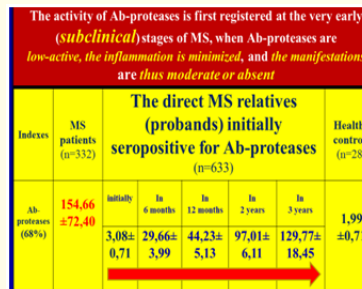 The activity of Ab-proteases is first registered at the very early
(subclinical) stages of MS, when Ab-proteases are
low-active, the inflammation is minimized, and the manifestations
are thus moderate or absent
Indexes
MS
patients
(n=332)
The direct MS relatives
(probands) initially
seropositive for Ab-proteases
(n=633)
Health
contro
(n=28
Ab-
proteases
(68%)
154,66
±72,40
initially
In
6 months
In
12 months
In
2 years
In
3 years
3,08±
0,71
29,66±
3,99
44,23±
5,13
97,01±
6,11
129,77±
18,45
1,99
±0,7